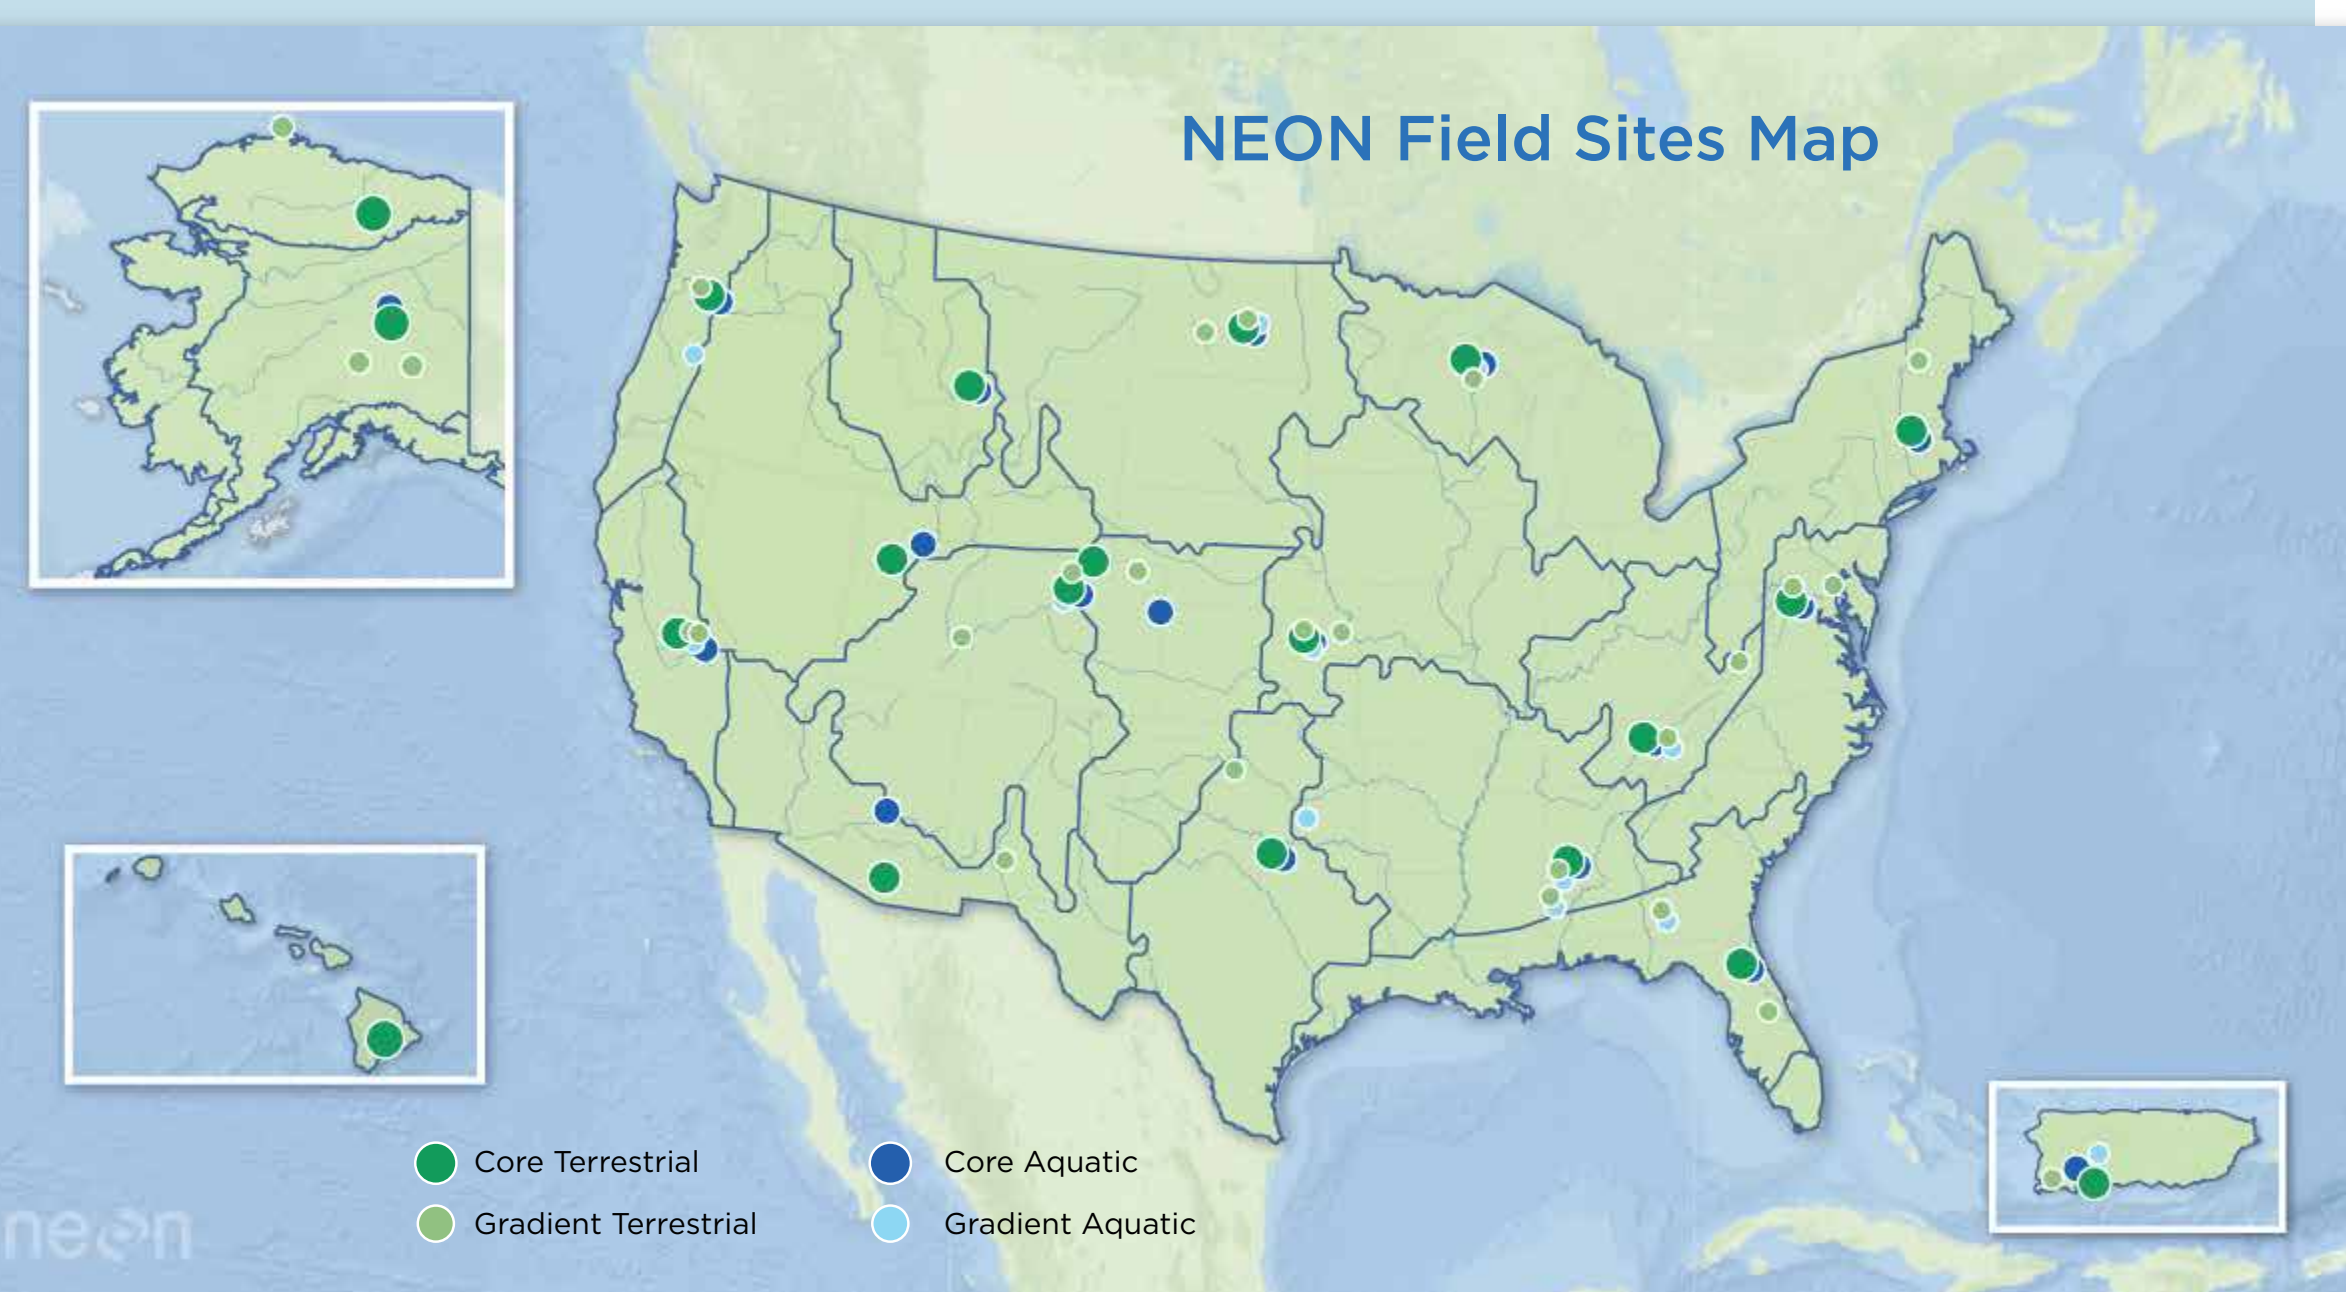 NEON Field Sites Map
Core Terrestrial
Core Aquatic
Gradient Terrestrial
Gradient Aquatic
neon